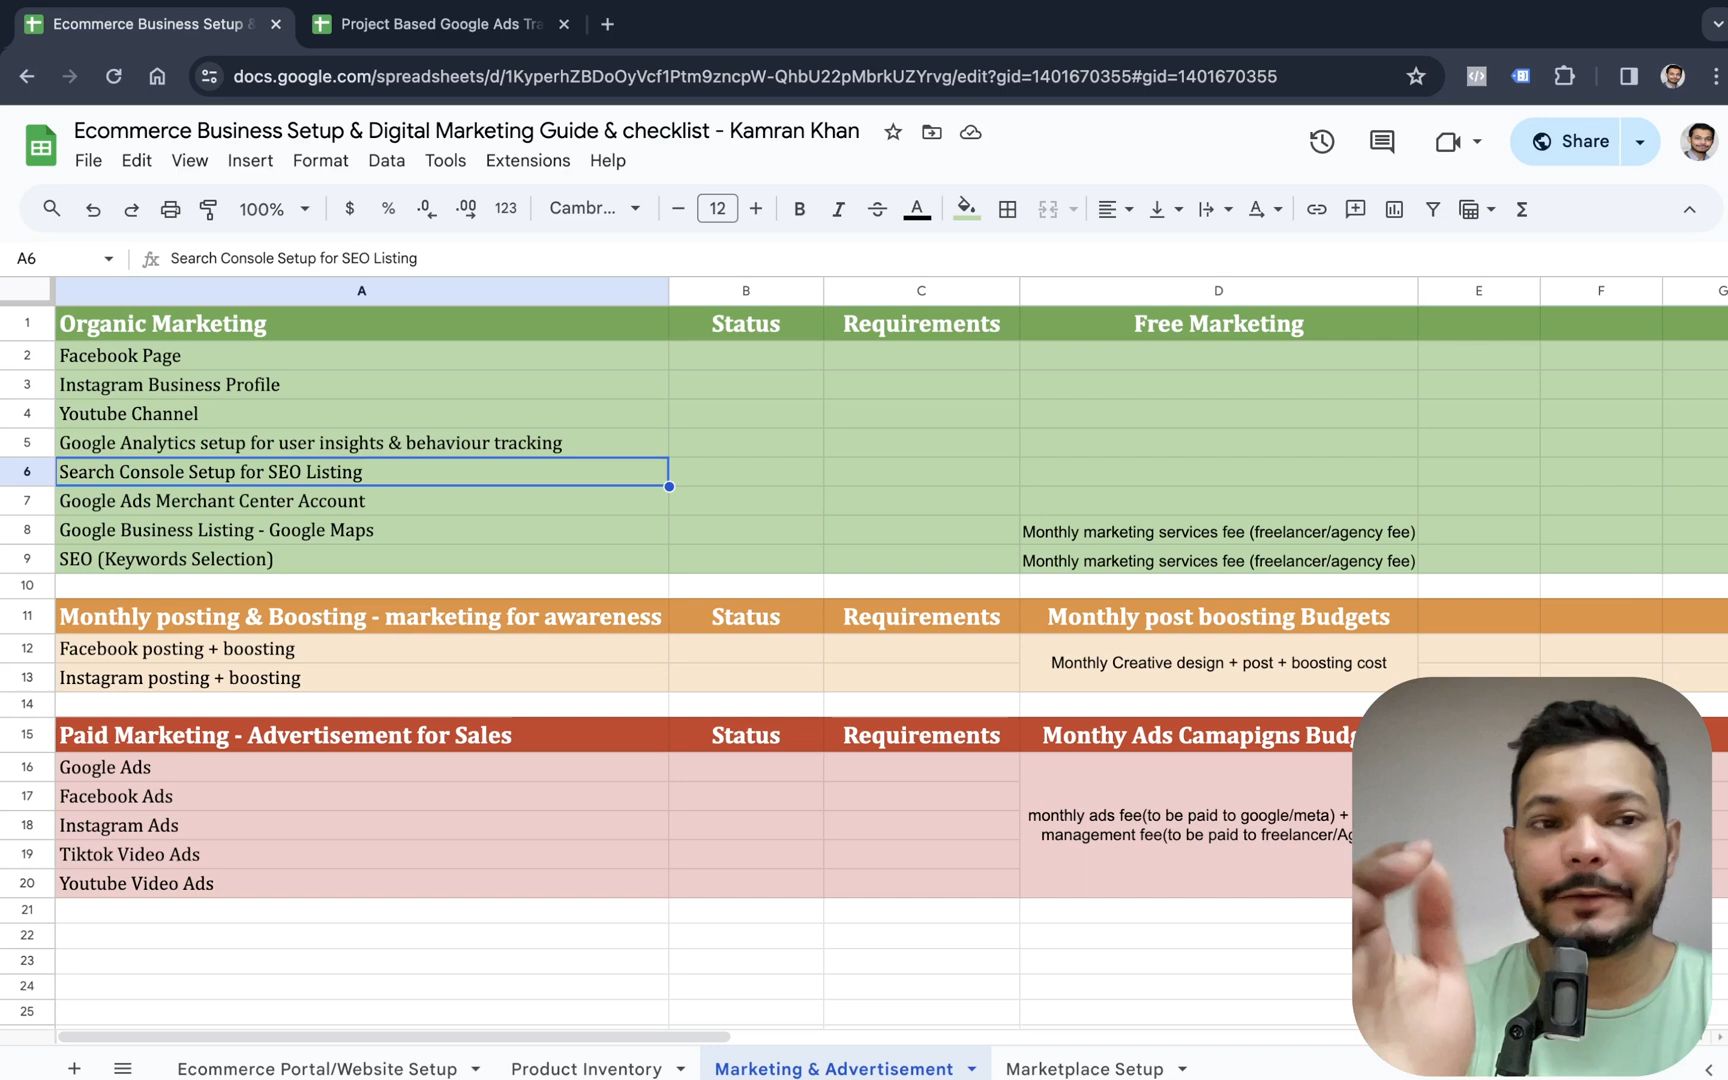 Ecommerce Business Setup &
Project Based Google Ads Tra
docs.google.com/spreadsheets/d/1KyperhZBDoOyVcf1Ptm9zncpW-QhbU22pMbrkUZYrvg/edit?gid=1401670355#gid=1401670355
Ecommerce Business Setup & Digital Marketing Guide & checklist - Kamran Khan
File Edit View Insert Format Data Tools Extensions Help
Share
100% $ % .0 .00 123 Cambr... 12 B I A
A6 fx Search Console Setup for SEO Listing
A B C D E F G
1 Organic Marketing Status Requirements Free Marketing
2 Facebook Page
3 Instagram Business Profile
4 Youtube Channel
5 Google Analytics setup for user insights & behaviour tracking
6 Search Console Setup for SEO Listing
7 Google Ads Merchant Center Account
8 Google Business Listing - Google Maps Monthly marketing services fee (freelancer/agency fee)
9 SEO (Keywords Selection) Monthly marketing services fee (freelancer/agency fee)
10
11 Monthly posting & Boosting - marketing for awareness Status Requirements Monthly post boosting Budgets
12 Facebook posting + boosting
Monthly Creative design + post + boosting cost
13 Instagram posting + boosting
14
15 Paid Marketing - Advertisement for Sales Status Requirements Monthy Ads Camapigns Budg
16 Google Ads
17 Facebook Ads
monthly ads fee(to be paid to google/meta) +
18 Instagram Ads
management fee(to be paid to freelancer/Ag
19 Tiktok Video Ads
20 Youtube Video Ads
21
22
23
24
25
Ecommerce Portal/Website Setup Product Inventory Marketing & Advertisement Marketplace Setup